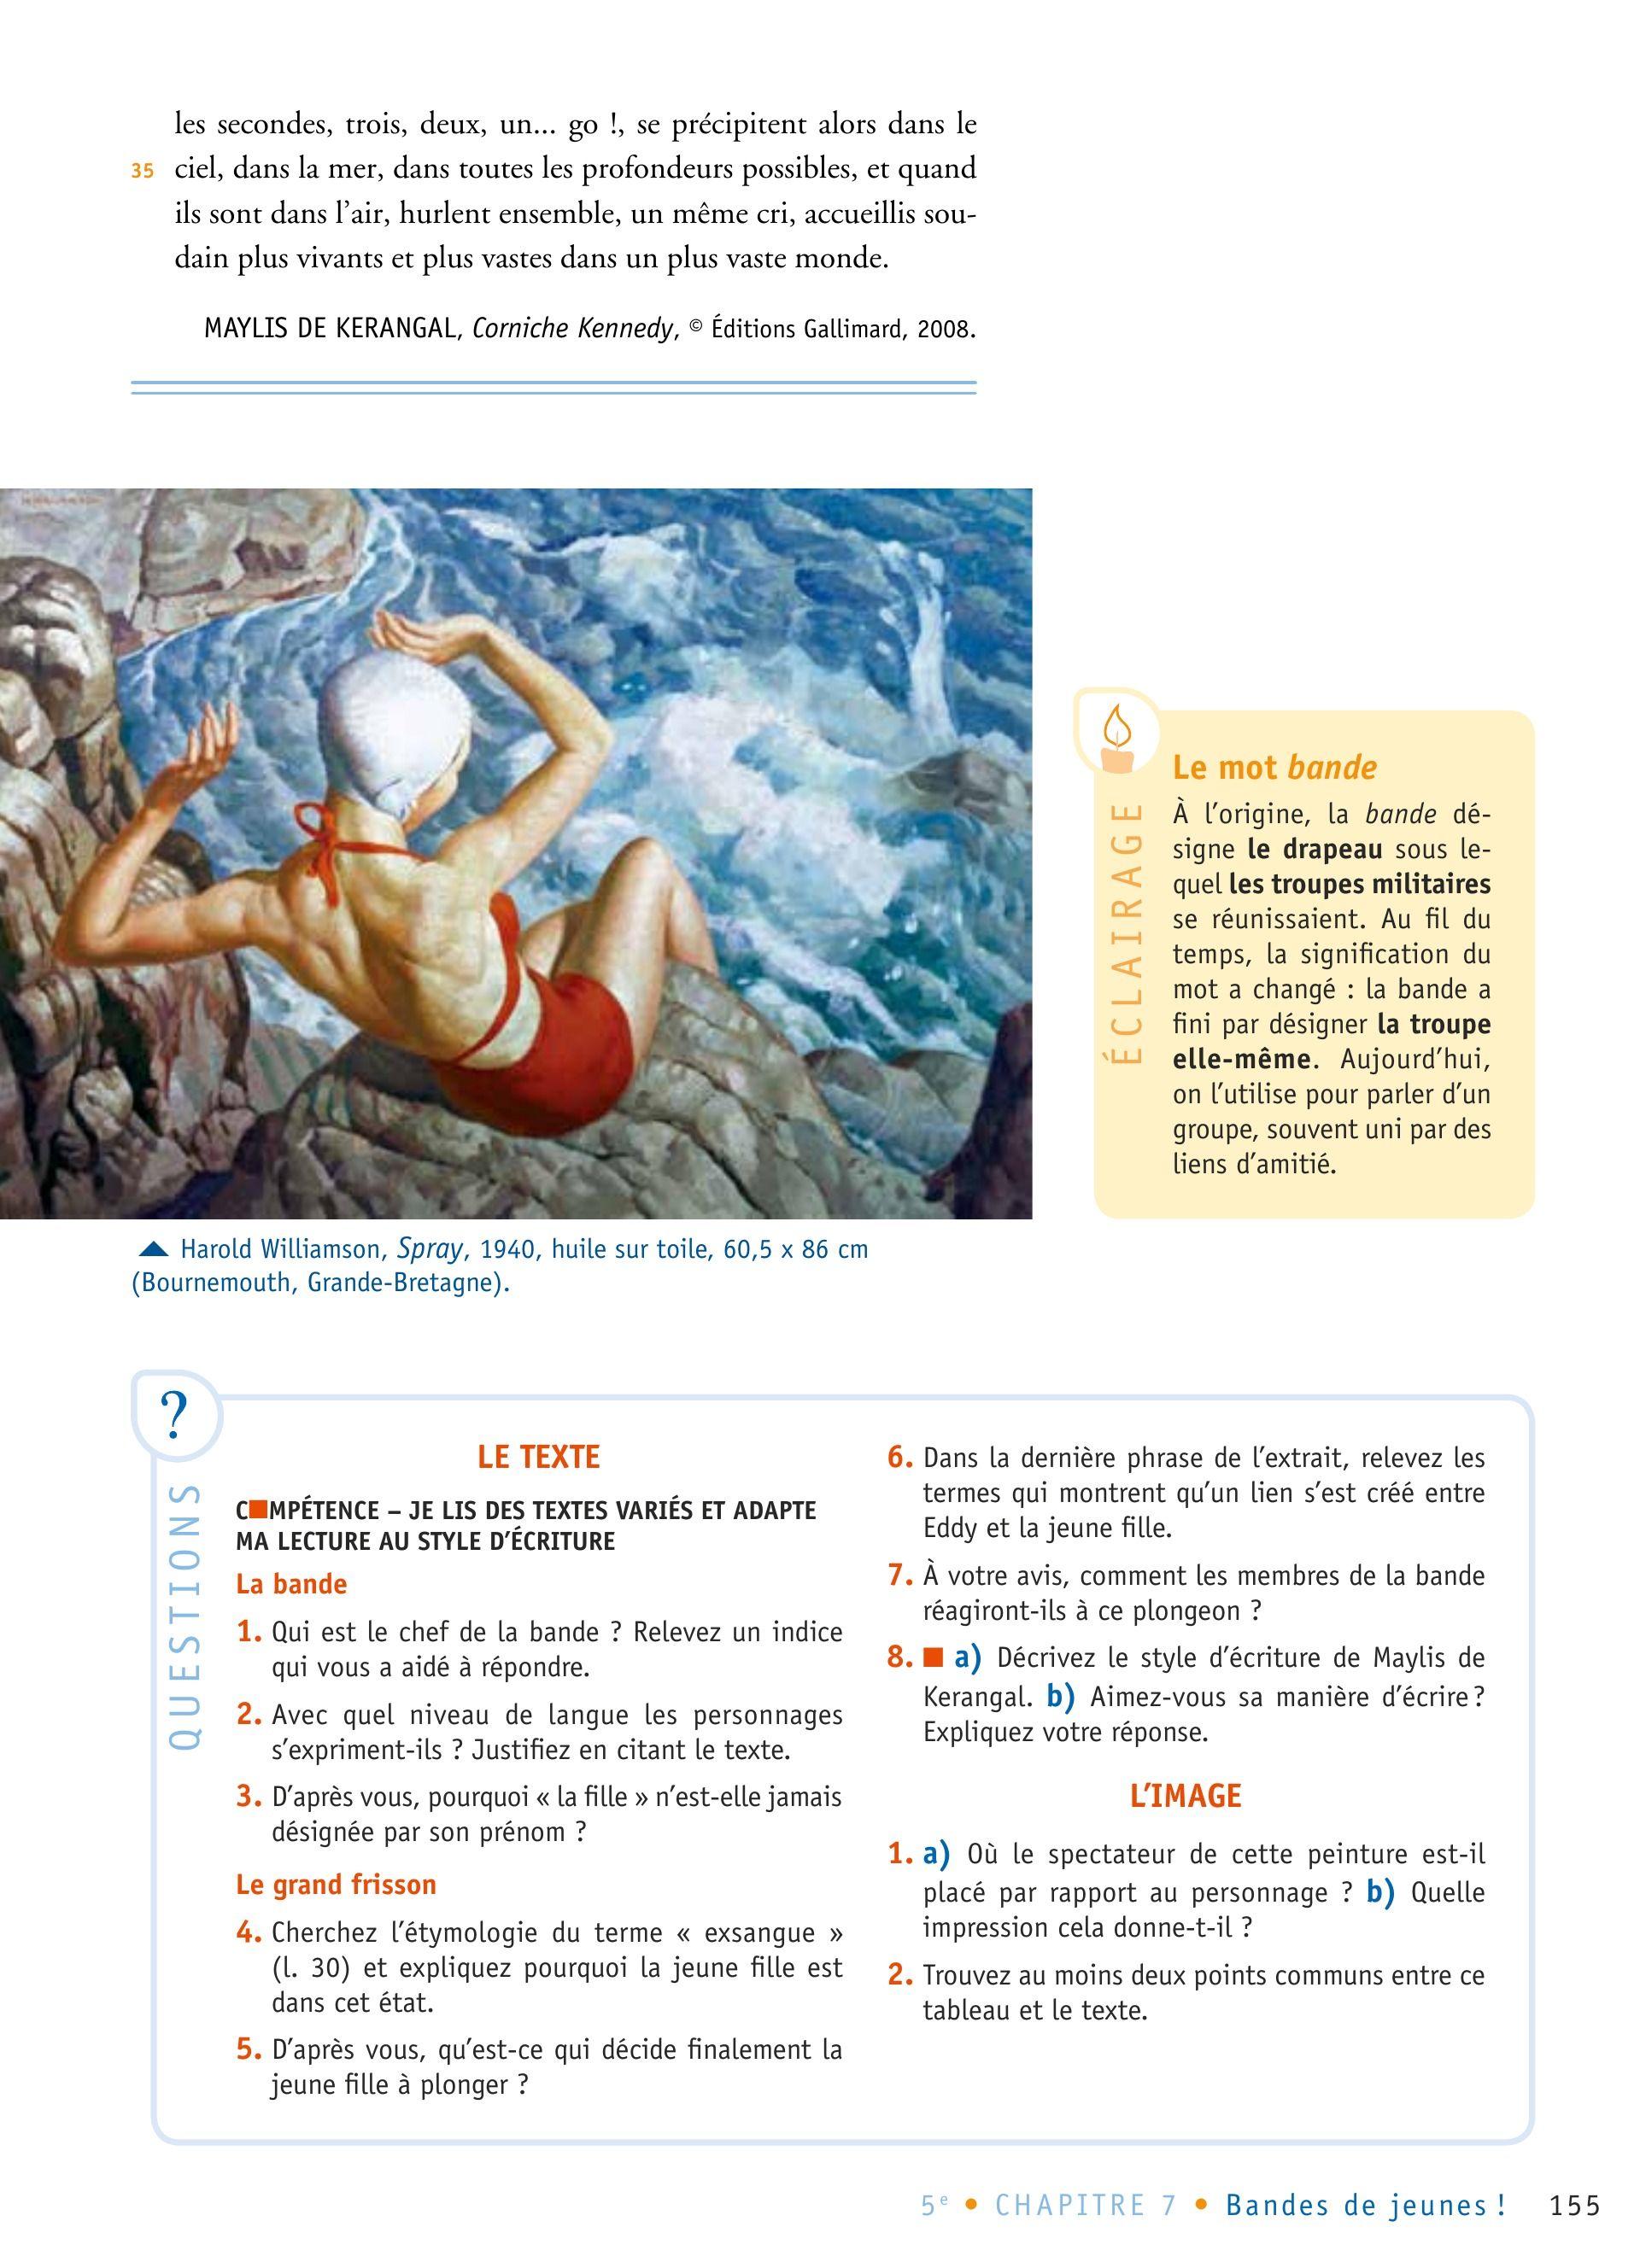 les secondes, trois, deux, un... go !, se précipitent alors dans le
35 ciel, dans la mer, dans toutes les profondeurs possibles, et quand
ils sont dans l'air, hurlent ensemble, un même cri, accueillis sou-
dain plus vivants et plus vastes dans un plus vaste monde.
MAYLIS DE KERANGAL, Corniche Kennedy, © Éditions Gallimard, 2008.
ÉCLAIRAGE
Le mot bande
À l'origine, la bande dé-
signe le drapeau sous le-
quel les troupes militaires
se réunissaient. Au fil du
temps, la signification du
mot a changé : la bande a
fini par désigner la troupe
elle-même. Aujourd'hui,
on l'utilise pour parler d'un
groupe, souvent uni par des
liens d'amitié.
Harold Williamson, Spray, 1940, huile sur toile, 60,5 x 86 cm
(Bournemouth, Grande-Bretagne).
?
QUESTIONS
LE TEXTE
C■MPÉTENCE – JE LIS DES TEXTES VARIÉS ET ADAPTE
MA LECTURE AU STYLE D'ÉCRITURE
La bande
1. Qui est le chef de la bande ? Relevez un indice
qui vous a aidé à répondre.
2. Avec quel niveau de langue les personnages
s'expriment-ils ? Justifiez en citant le texte.
3. D'après vous, pourquoi « la fille » n'est-elle jamais
désignée par son prénom ?
Le grand frisson
4. Cherchez l'étymologie du terme « exsangue »
(l. 30) et expliquez pourquoi la jeune fille est
dans cet état.
5. D'après vous, qu'est-ce qui décide finalement la
jeune fille à plonger ?
6. Dans la dernière phrase de l'extrait, relevez les
termes qui montrent qu'un lien s'est créé entre
Eddy et la jeune fille.
7. À votre avis, comment les membres de la bande
réagiront-ils à ce plongeon ?
8. ■ a) Décrivez le style d'écriture de Maylis de
Kerangal. b) Aimez-vous sa manière d'écrire ?
Expliquez votre réponse.
L'IMAGE
1. a) Où le spectateur de cette peinture est-il
placé par rapport au personnage ? b) Quelle
impression cela donne-t-il ?
2. Trouvez au moins deux points communs entre ce
tableau et le texte.
5e • CHAPITRE 7 • Bandes de jeunes ! 155